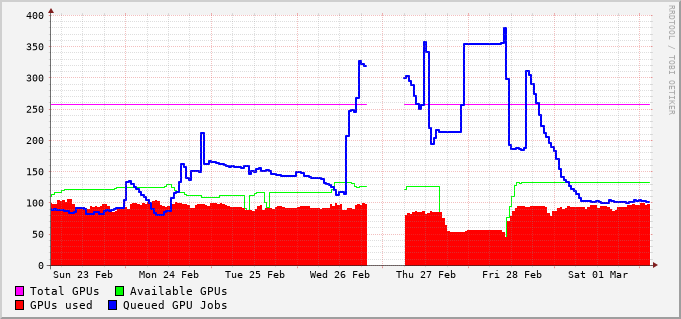 400
350
300
250
200
150
100
50
0
Sun 23 Feb Mon 24 Feb Tue 25 Feb Wed 26 Feb Thu 27 Feb Fri 28 Feb Sat 01 Mar
Total GPUs Available GPUs
GPUs used Queued GPU Jobs
RRDTOOL / TOBI OETIKER